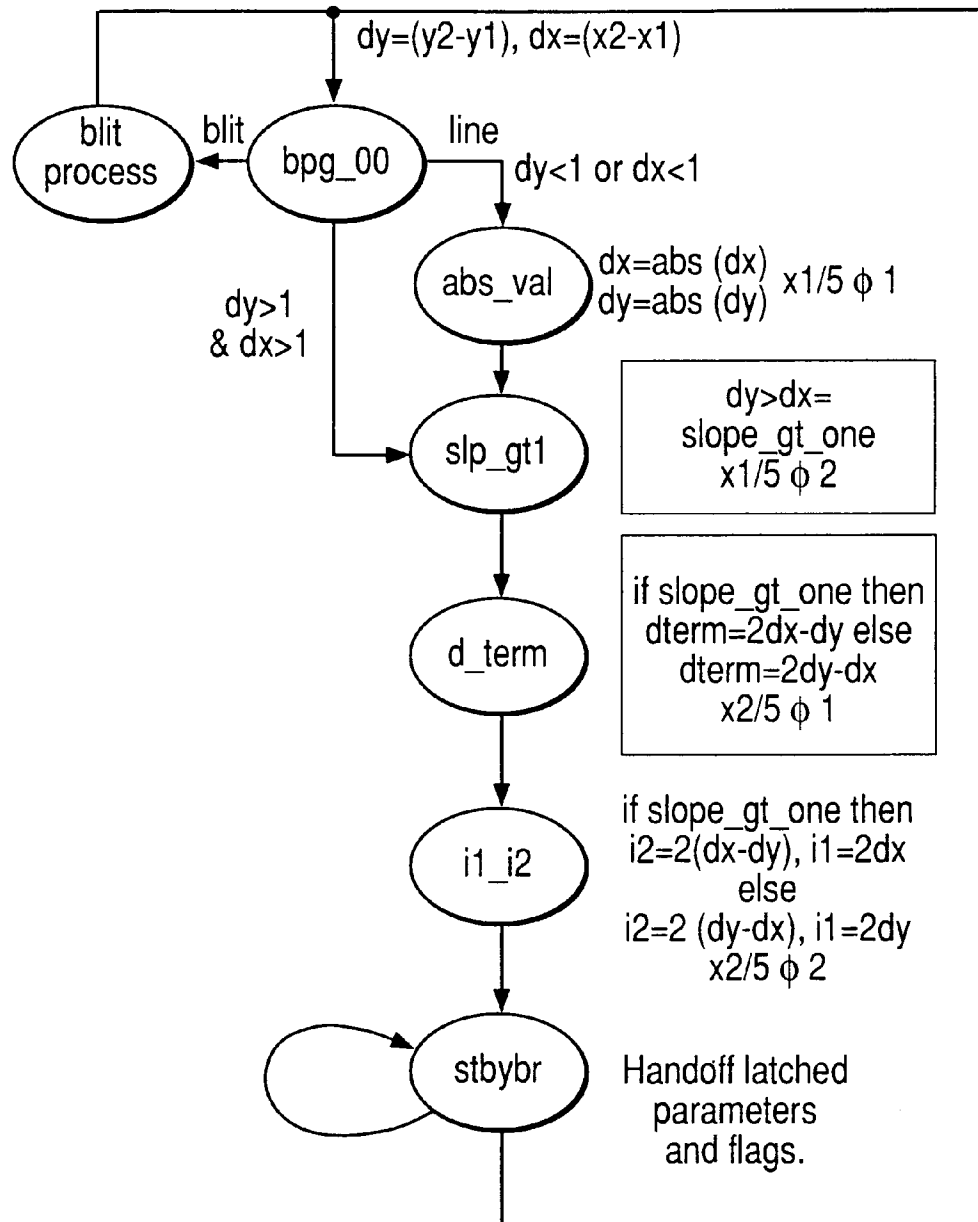 dy=(y2-y1), dx=(x2-x1)
blit
process
blit
bpg_00
line
dy<1 or dx<1
abs_val
dx=abs (dx)
dy=abs (dy)
x1/5 ϕ 1
dy>1
& dx>1
slp_gt1
dy>dx=
slope_gt_one
x1/5 ϕ 2
d_term
if slope_gt_one then
dterm=2dx-dy else
dterm=2dy-dx
x2/5 ϕ 1
i1_i2
if slope_gt_one then
i2=2(dx-dy), i1=2dx
else
i2=2 (dy-dx), i1=2dy
x2/5 ϕ 2
stbybr
Handoff latched
parameters
and flags.